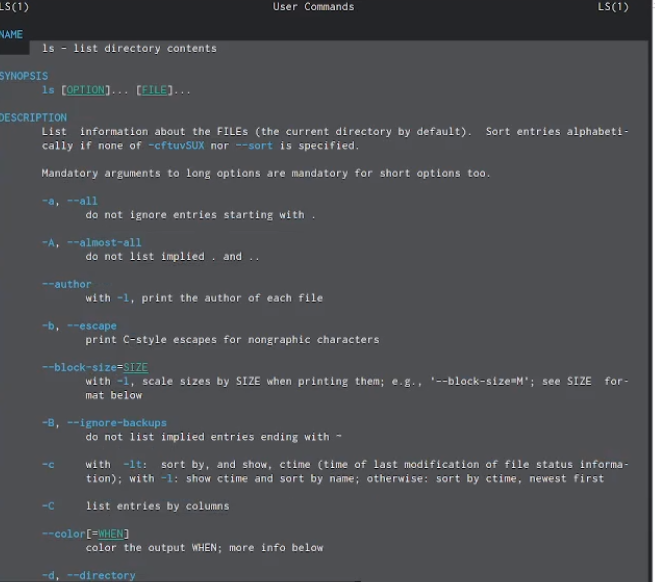 LS(1) User Commands LS(1)
NAME
ls - list directory contents
SYNOPSIS
ls [OPTION]... [FILE]...
DESCRIPTION
List information about the FILEs (the current directory by default). Sort entries alphabeti-
cally if none of -cftuvSUX nor --sort is specified.
Mandatory arguments to long options are mandatory for short options too.
-a, --all
do not ignore entries starting with .
-A, --almost-all
do not list implied . and ..
--author
with -l, print the author of each file
-b, --escape
print C-style escapes for nongraphic characters
--block-size=SIZE
with -l, scale sizes by SIZE when printing them; e.g., '--block-size=M'; see SIZE for-
mat below
-B, --ignore-backups
do not list implied entries ending with ~
-c with -lt: sort by, and show, ctime (time of last modification of file status informa-
tion); with -l: show ctime and sort by name; otherwise: sort by ctime, newest first
-C list entries by columns
--color[=WHEN]
color the output WHEN; more info below
-d, --directory